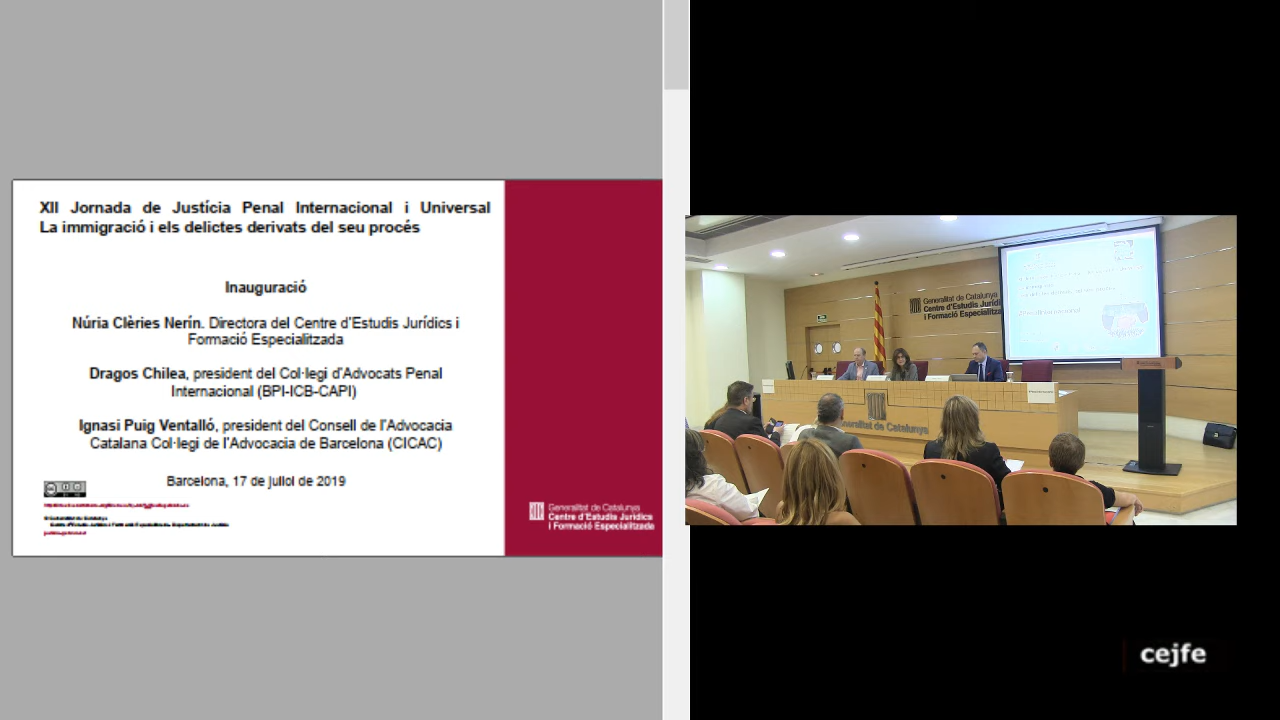 XII Jornada de Justícia Penal Internacional i Universal
La immigració i els delictes derivats del seu procés
Inauguració
Núria Clèries Nerín. Directora del Centre d'Estudis Jurídics i
Formació Especialitzada
Dragos Chilea, president del Col·legi d'Advocats Penal
Internacional (BPI-ICB-CAPI)
Ignasi Puig Ventalló, president del Consell de l'Advocacia
Catalana Col·legi de l'Advocacia de Barcelona (CICAC)
Barcelona, 17 de juliol de 2019
Generalitat de Catalunya
Centre d'Estudis Jurídics
i Formació Especialitzada
Generalitat de Catalunya
Centre d'Estudis Jurídi
i Formació Especialitza
Generalitat de Catalunya
cejfe